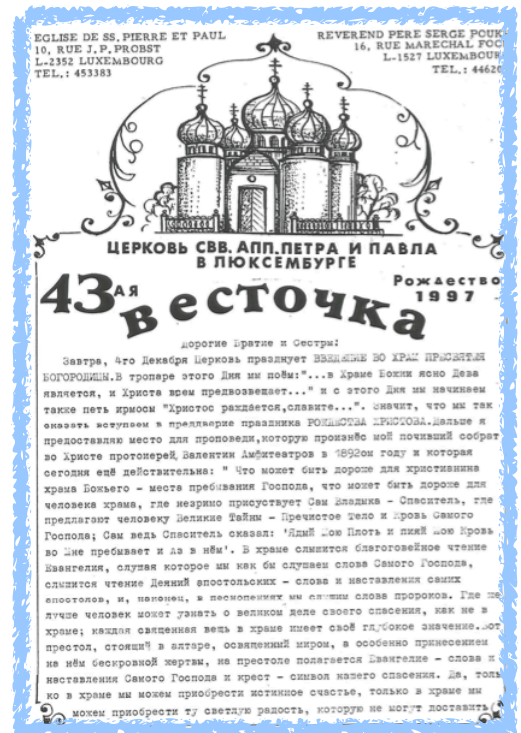 EGLISE DE SS. PIERRE ET PAUL
10, RUE J.P. PROBST
L-2352 LUXEMBOURG
TEL.: 453383
REVEREND PERE SERGE POUK
16, RUE MARECHAL FOC
L-1527 LUXEMBOUR
TEL.: 44620
ЦЕРКОВЬ СВВ. АПП. ПЕТРА И ПАВЛА
В ЛЮКСЕМБУРГЕ
43АЯ Весточка
Рождество
1997
Дорогие Братие и Сестры:
Завтра, 4го Декабря Церковь празднует ВВЕДЕНИЕ ВО ХРАМ ПРЕСВЯТЫЯ
БОГОРОДИЦЫ. В тропаре этого Дня мы поём:"...в Храме Божии ясно Дева
является, и Христа всем предвозвещает..." и с этого Дня мы начинаем
также петь ирмосы "Христос раждается,славите...". Значит, что мы так
сказать вступаем в преддверие праздника РОЖДЕСТВА ХРИСТОВА.Дальше я
предоставляю место для проповеди,которую произнёс мой почивший собрат
во Христе протоиерей Валентин Амфитеатров в 1892ом году и которая
сегодня ещё действительна: " Что может быть дороже для христианина
храма Божьего - места пребывания Господа, что может быть дороже для
человека храма, где незримо присуствует Сам Владыка - Спаситель, где
предлагают человеку Великие Тайны - Пречистое Тело и Кровь Самого
Господа; Сам ведь Спаситель сказал: 'Ядый Мою Плоть и пияй Мою Кровь
во Мне пребывает и Аз в нём'. В храме слышится благоговейное чтение
Евангелия, слушая которое мы как бы слушаем слова Самого Господа,
слышится чтение Деяний апостольских - слова и наставления самих
апостолов, и, наконец, в песнопениях мы слышим слова пророков. Где же
лучше человек может узнать о великом деле своего спасения, как не в
храме; каждая священная вещь в храме имеет своё глубокое значение.Вот
престол, стоящий в алтаре, освященный миром, а особенно принесением
на нём бескровной жертвы, на престоле полагается Евангелие - слова и
наставления Самого Господа и крест - символ нашего спасения. Да, толь
ко в храме мы можем приобрести истинное счастье, только в храме мы
можем приобрести ту светлую радость, которую не могут доставить